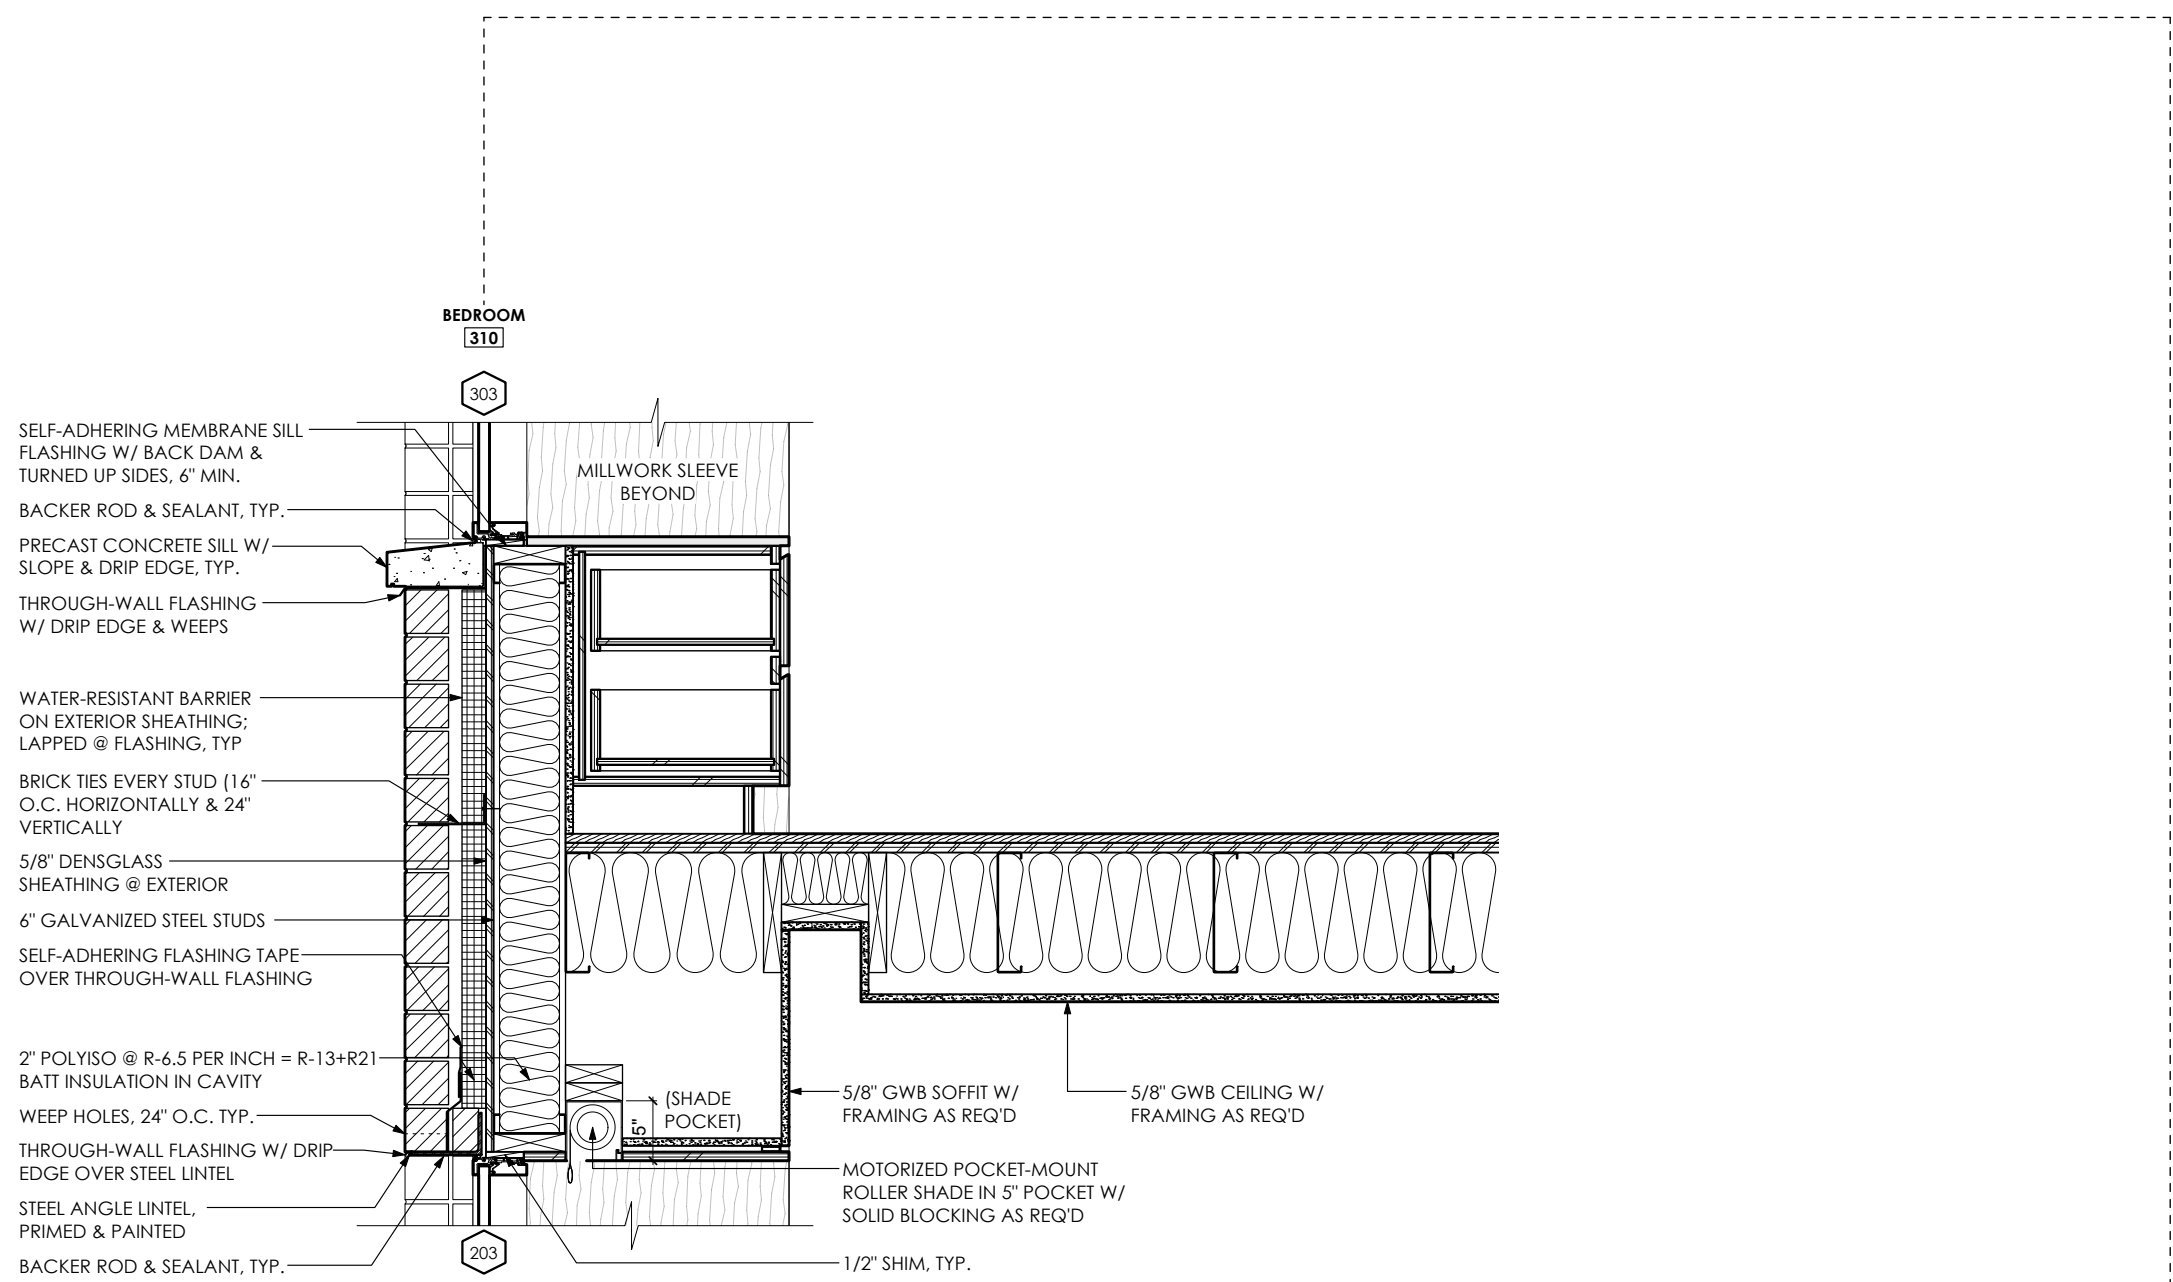 BEDROOM
310
303
SELF-ADHERING MEMBRANE SILL
FLASHING W/ BACK DAM &
TURNED UP SIDES, 6" MIN.
MILLWORK SLEEVE
BEYOND
BACKER ROD & SEALANT, TYP.
PRECAST CONCRETE SILL W/
SLOPE & DRIP EDGE, TYP.
THROUGH-WALL FLASHING
W/ DRIP EDGE & WEEPS
WATER-RESISTANT BARRIER
ON EXTERIOR SHEATHING;
LAPPED @ FLASHING, TYP
BRICK TIES EVERY STUD (16"
O.C. HORIZONTALLY & 24"
VERTICALLY
5/8" DENSGLASS
SHEATHING @ EXTERIOR
6" GALVANIZED STEEL STUDS
SELF-ADHERING FLASHING TAPE
OVER THROUGH-WALL FLASHING
2" POLYISO @ R-6.5 PER INCH = R-13+R21
BATT INSULATION IN CAVITY
WEEP HOLES, 24" O.C. TYP.
THROUGH-WALL FLASHING W/ DRIP
EDGE OVER STEEL LINTEL
STEEL ANGLE LINTEL,
PRIMED & PAINTED
BACKER ROD & SEALANT, TYP.
203
(SHADE
POCKET)
5"
5/8" GWB SOFFIT W/
FRAMING AS REQ'D
5/8" GWB CEILING W/
FRAMING AS REQ'D
MOTORIZED POCKET-MOUNT
ROLLER SHADE IN 5" POCKET W/
SOLID BLOCKING AS REQ'D
1/2" SHIM, TYP.